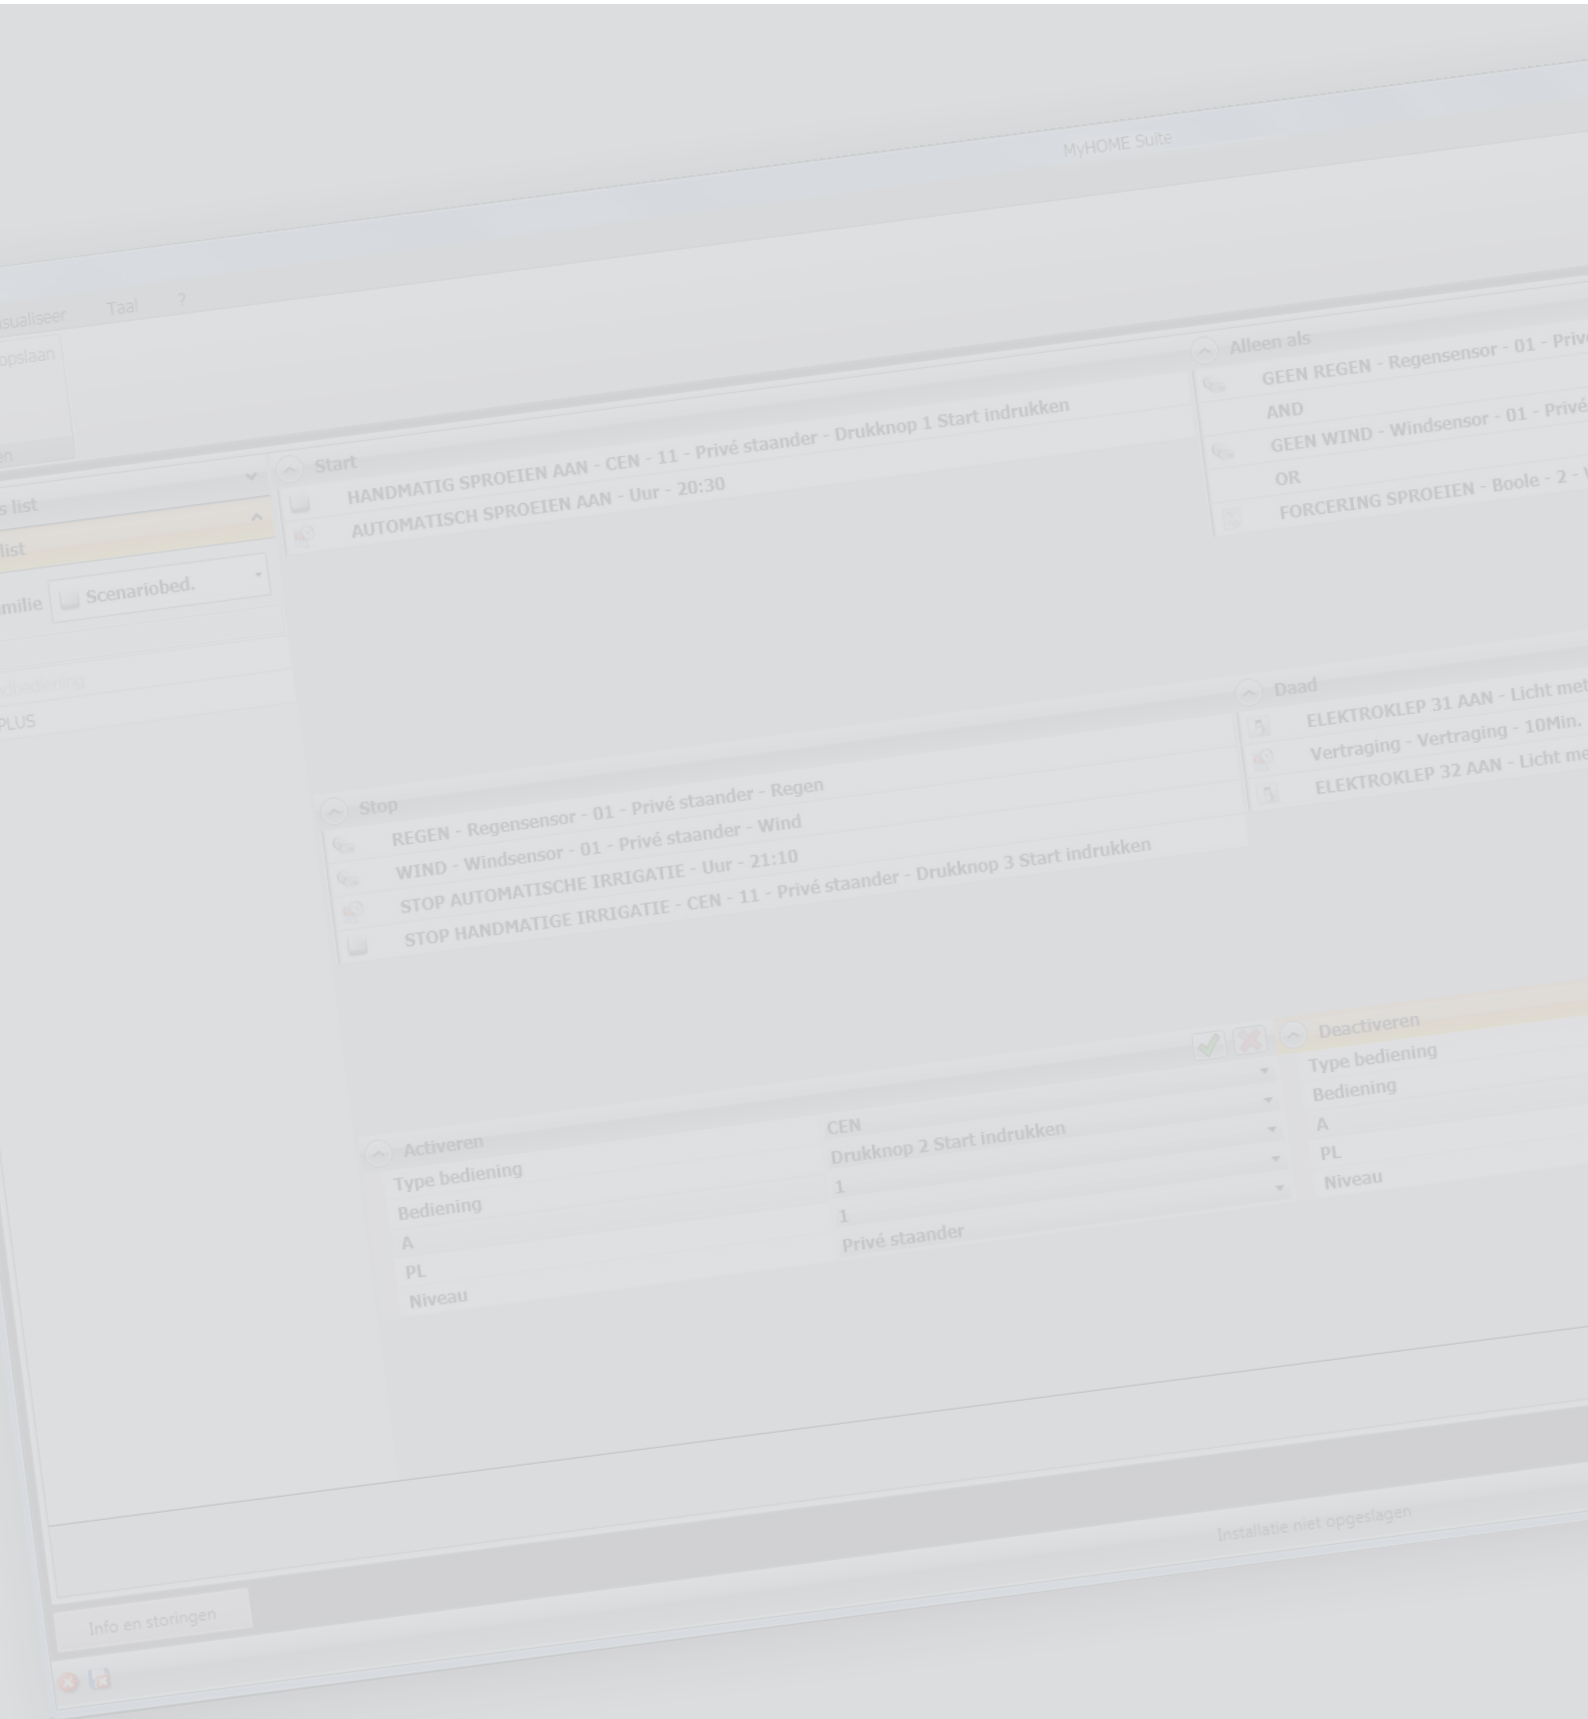 MyHOME Suite
sualiseer Taal ?
opslaan
en
s list
list
milie Scenariobed.
PLUS
Start
HANDMATIG SPROEIEN AAN - CEN - 11 - Privé staander - Drukknop 1 Start indrukken
AUTOMATISCH SPROEIEN AAN - Uur - 20:30
Alleen als
GEEN REGEN - Regensensor - 01 - Privé
AND
GEEN WIND - Windsensor - 01 - Privé
OR
FORCERING SPROEIEN - Boole - 2 -
Stop
REGEN - Regensensor - 01 - Privé staander - Regen
WIND - Windsensor - 01 - Privé staander - Wind
STOP AUTOMATISCHE IRRIGATIE - Uur - 21:10
STOP HANDMATIGE IRRIGATIE - CEN - 11 - Privé staander - Drukknop 3 Start indrukken
Daad
ELEKTROKLEP 31 AAN - Licht met
Vertraging - Vertraging - 10Min.
ELEKTROKLEP 32 AAN - Licht me
Activeren
Type bediening CEN
Bediening Drukknop 2 Start indrukken
A 1
PL 1
Niveau Privé staander
Deactiveren
Type bediening
Bediening
A
PL
Niveau
Installatie niet opgeslagen
Info en storingen